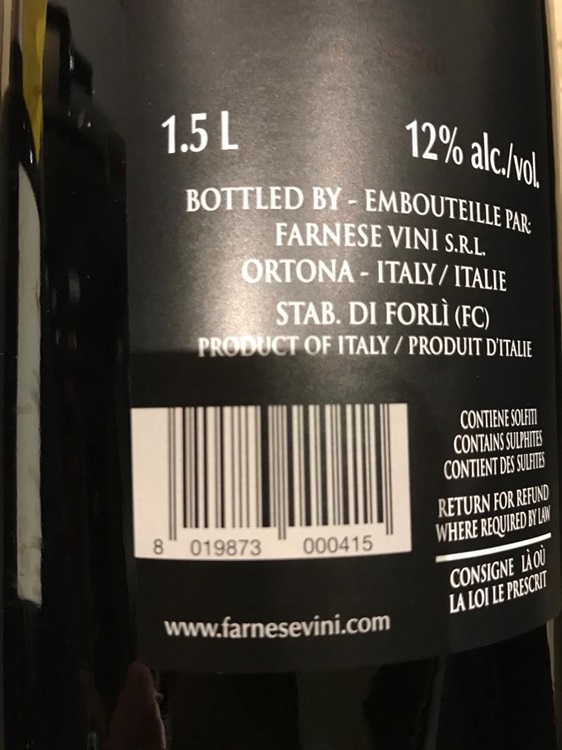 1.5 L
12% alc./vol.
BOTTLED BY - EMBOUTEILLE PAR:
FARNESE VINI S.R.L.
ORTONA - ITALY / ITALIE
STAB. DI FORLÌ (FC)
PRODUCT OF ITALY / PRODUIT D'ITALIE
CONTIENE SOLFITI
CONTAINS SULPHITES
CONTIENT DES SULFITES
RETURN FOR REFUND
WHERE REQUIRED BY LAW
CONSIGNE LÀ OÙ
LA LOI LE PRESCRIT
8 019873 000415
www.farnesevini.com